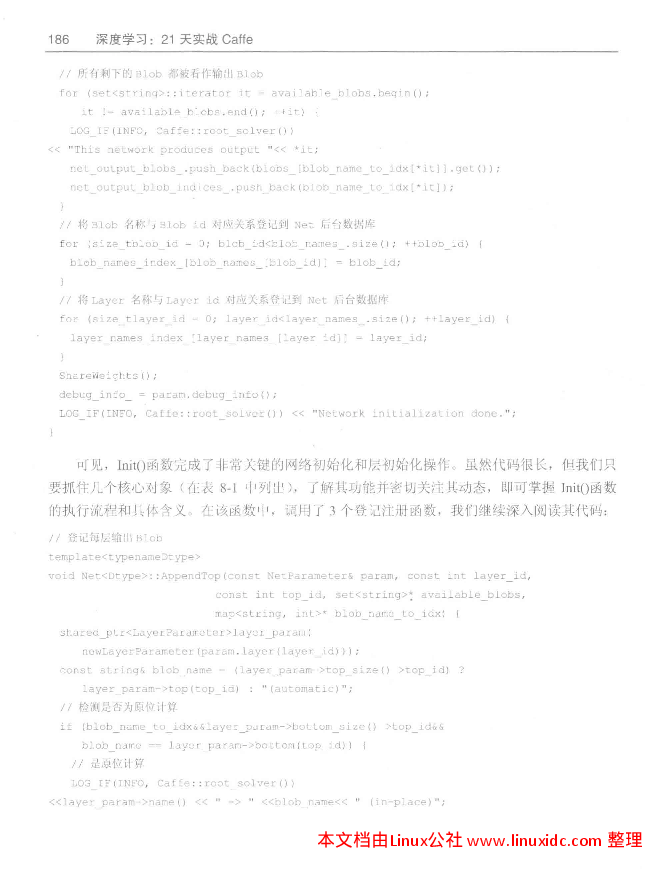 186 深度学习：21 天实战 Caffe
// 所有剩下的 Blob 都被看作输出 Blob
for (set<string>::iterator it = available_blobs.begin();
it != available_blobs.end(); ++it) {
LOG_IF(INFO, Caffe::root_solver())
<< "This network produces output "<< *it;
net_output_blobs_.push_back(blobs_[blob_name_to_idx[*it]].get());
net_output_blob_indices_.push_back(blob_name_to_idx[*it]);
}
// 将 Blob 名称与 Blob id 对应关系登记到 Net 后台数据库
for (size_tblob_id = 0; blob_id<blob_names_.size(); ++blob_id) {
blob_names_index_[blob_names_[blob_id]] = blob_id;
}
// 将 Layer 名称与 Layer id 对应关系登记到 Net 后台数据库
for (size_tlayer_id = 0; layer_id<layer_names_.size(); ++layer_id) {
layer_names_index_[layer_names_[layer_id]] = layer_id;
}
ShareWeights();
debug_info_ = param.debug_info();
LOG_IF(INFO, Caffe::root_solver()) << "Network initialization done.";
}
可见，Init()函数完成了非常关键的网络初始化和层初始化操作。虽然代码很长，但我们只
要抓住几个核心对象（在表 8-1 中列出），了解其功能并密切关注其动态，即可掌握 Init()函数
的执行流程和具体含义。在该函数中，调用了 3 个登记注册函数，我们继续深入阅读其代码：
// 登记每层输出 Blob
template<typenameDtype>
void Net<Dtype>::AppendTop(const NetParameter& param, const int layer_id,
const int top_id, set<string>* available_blobs,
map<string, int>* blob_name_to_idx) {
shared_ptr<LayerParameter>layer_param(
newLayerParameter(param.layer(layer_id)));
const string& blob_name = (layer_param->top_size() >top_id) ?
layer_param->top(top_id) : "(automatic)";
// 检测是否为原位计算
if (blob_name_to_idx&&layer_param->bottom_size() >top_id&&
blob_name == layer_param->bottom(top_id)) {
// 是原位计算
LOG_IF(INFO, Caffe::root_solver())
<<layer_param->name() << " -> " <<blob_name<< " (in-place)";
本文档由Linux公社 www.linuxidc.com 整理